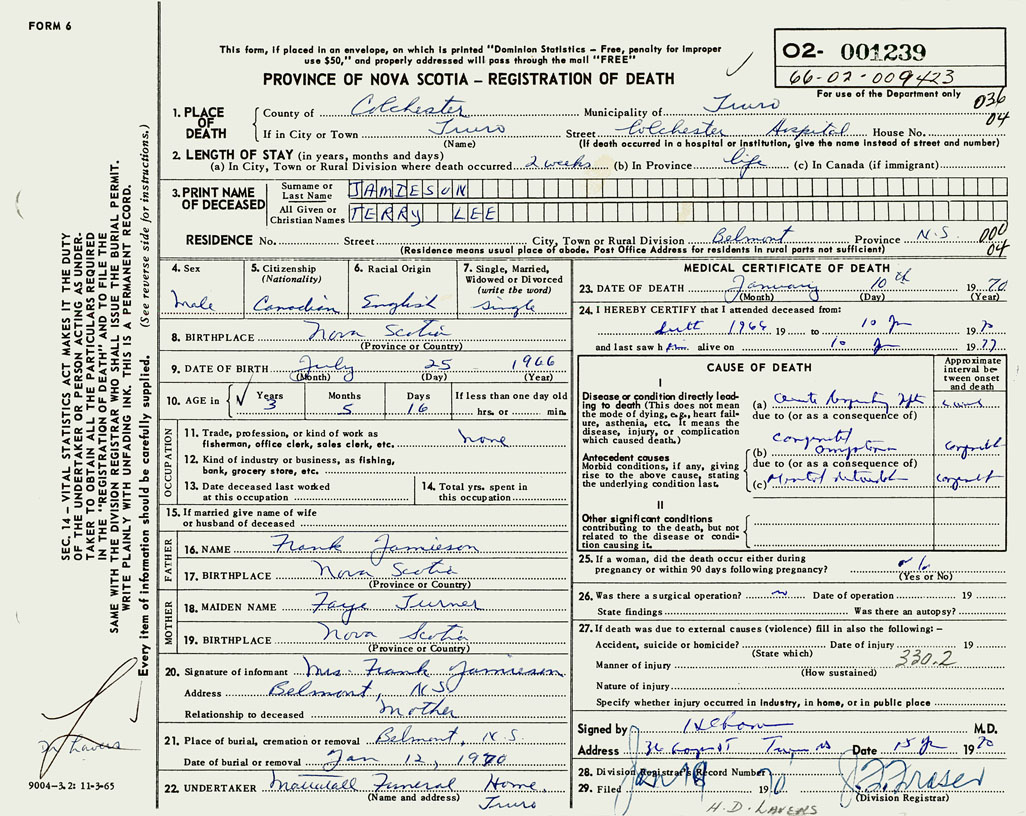 FORM 6
This form, if placed in an envelope, on which is printed "Dominion Statistics – Free, penalty for improper
use $50," and properly addressed will pass through the mail "FREE"
PROVINCE OF NOVA SCOTIA – REGISTRATION OF DEATH
02- 001239
66-02-009423
For use of the Department only
036
04
1. PLACE OF DEATH
County of Colchester Municipality of Truro
If in City or Town Truro Street Colchester Hospital House No.
(Name) (If death occurred in a hospital or institution, give the name instead of street and number)
2. LENGTH OF STAY (in years, months and days)
(a) In City, Town or Rural Division where death occurred 2 weeks (b) In Province life (c) In Canada (if immigrant)
3. PRINT NAME OF DECEASED
Surname or Last Name JAMIESON
All Given or Christian Names TERRY LEE
RESIDENCE No. Street City, Town or Rural Division Belmont Province N.S.
(Residence means usual place of abode. Post Office Address for residents in rural parts not sufficient)
000
04
4. Sex
Male
5. Citizenship
(Nationality)
Canadian
6. Racial Origin
English
7. Single, Married,
Widowed or Divorced
(write the word)
Single
8. BIRTHPLACE Nova Scotia
(Province or Country)
9. DATE OF BIRTH July 25 1966
(Month) (Day) (Year)
10. AGE in Years Months Days If less than one day old
3 5 16 hrs. or min.
OCCUPATION
11. Trade, profession, or kind of work as
fisherman, office clerk, sales clerk, etc. none
12. Kind of industry or business, as fishing,
bank, grocery store, etc.
13. Date deceased last worked
at this occupation
14. Total yrs. spent in
this occupation
15. If married give name of wife
or husband of deceased
FATHER
16. NAME Frank Jamieson
17. BIRTHPLACE Nova Scotia
(Province or Country)
MOTHER
18. MAIDEN NAME Faye Turner
19. BIRTHPLACE Nova Scotia
(Province or Country)
20. Signature of informant Mrs. Frank Jamieson
Address Belmont, N.S.
Relationship to deceased Mother
21. Place of burial, cremation or removal Belmont, N.S.
Date of burial or removal Jan 12, 1970
22. UNDERTAKER Mattatall Funeral Home,
(Name and address) Truro
MEDICAL CERTIFICATE OF DEATH
23. DATE OF DEATH January 10th 1970
(Month) (Day) (Year)
24. I HEREBY CERTIFY that I attended deceased from:
birth 1966 19 to 10 Jan 1970
and last saw him alive on 10 Jan 19
CAUSE OF DEATH
Approximate
interval be-
tween onset
and death
I
Disease or condition directly lead-
ing to death (This does not
mean the mode of dying, e.g., heart fail-
ure, asthenia, etc. It means the
disease, injury, or complication
which caused death.)
(a) Acute Respiratory
due to (or as a consequence of)
Antecedent causes
Morbid conditions, if any, giving
rise to the above cause, stating
the underlying condition last.
(b) Congenital
due to (or as a consequence of)
(c) Mental
II
Other significant conditions
contributing to the death, but not
related to the disease or condi-
tion causing it.
25. If a woman, did the death occur either during
pregnancy or within 90 days following pregnancy?
(Yes or No)
26. Was there a surgical operation? no Date of operation 19
State findings Was there an autopsy?
27. If death was due to external causes (violence) fill in also the following: –
Accident, suicide or homicide? Date of injury 19
(State which)
Manner of injury 330.2
(How sustained)
Nature of injury
Specify whether injury occurred in industry, in home, or in public place
Signed by M.D.
Address Truro NS Date 15 Jan 1970
28. Division Registrar's Record Number
29. Filed Jan 1970 J. F. Fraser
(Division Registrar)
H. D. LAVERS
SEC. 14 – VITAL STATISTICS ACT MAKES IT THE DUTY
OF THE UNDERTAKER OR PERSON ACTING AS UNDER-
TAKER TO OBTAIN ALL THE PARTICULARS REQUIRED
IN THE "REGISTRATION OF DEATH" AND TO FILE THE
SAME WITH THE DIVISION REGISTRAR WHO SHALL ISSUE THE BURIAL PERMIT.
WRITE PLAINLY WITH UNFADING INK. THIS IS A PERMANENT RECORD.
Every item of information should be carefully supplied. (See reverse side for instructions.)
Dr Lavers
9004–3.2: 11-3-65